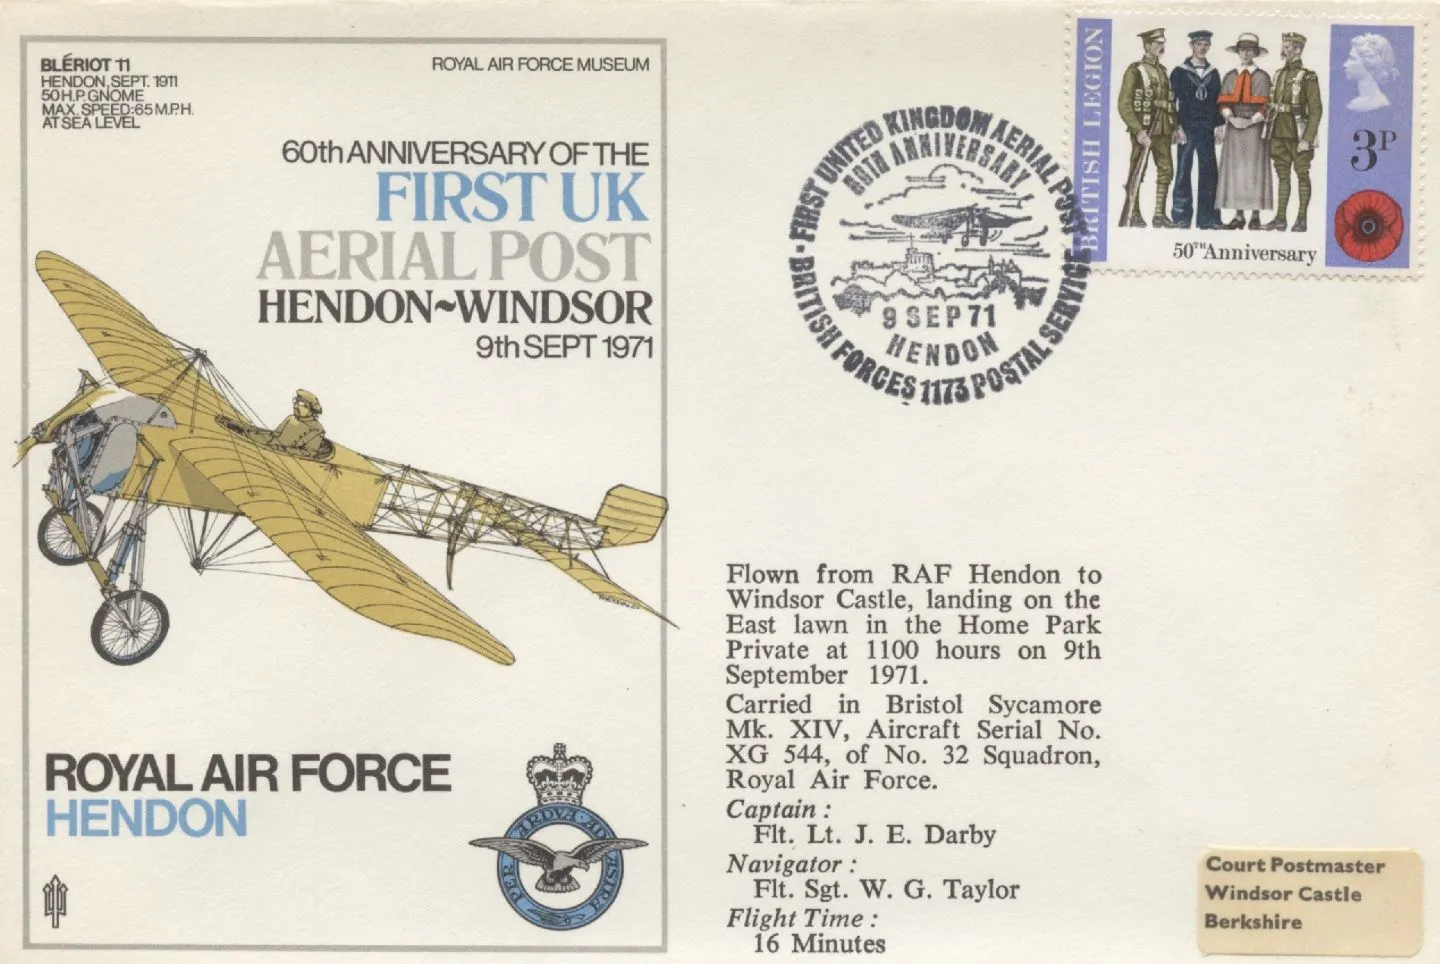 BLÉRIOT 11
HENDON, SEPT. 1911
50 H.P. GNOME
MAX. SPEED: 65 M.P.H.
AT SEA LEVEL
ROYAL AIR FORCE MUSEUM
60th ANNIVERSARY OF THE
FIRST UK
AERIAL POST
HENDON~WINDSOR
9th SEPT 1971
ROYAL AIR FORCE
HENDON
PER ARDVA AD ASTRA
FIRST UNITED KINGDOM AERIAL POST
60TH ANNIVERSARY
9 SEP 71
HENDON
BRITISH FORCES 1173 POSTAL SERVICE
BRITISH LEGION
3P
50TH Anniversary
Flown from RAF Hendon to
Windsor Castle, landing on the
East lawn in the Home Park
Private at 1100 hours on 9th
September 1971.
Carried in Bristol Sycamore
Mk. XIV, Aircraft Serial No.
XG 544, of No. 32 Squadron,
Royal Air Force.
Captain :
Flt. Lt. J. E. Darby
Navigator :
Flt. Sgt. W. G. Taylor
Flight Time :
16 Minutes
Court Postmaster
Windsor Castle
Berkshire